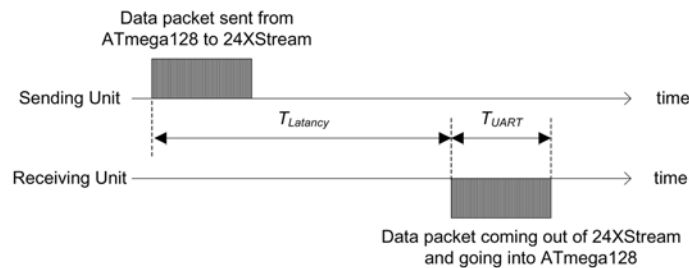 Data packet sent from
ATmega128 to 24XStream
Sending Unit
time
TLatancy
TUART
Receiving Unit
time
Data packet coming out of 24XStream
and going into ATmega128